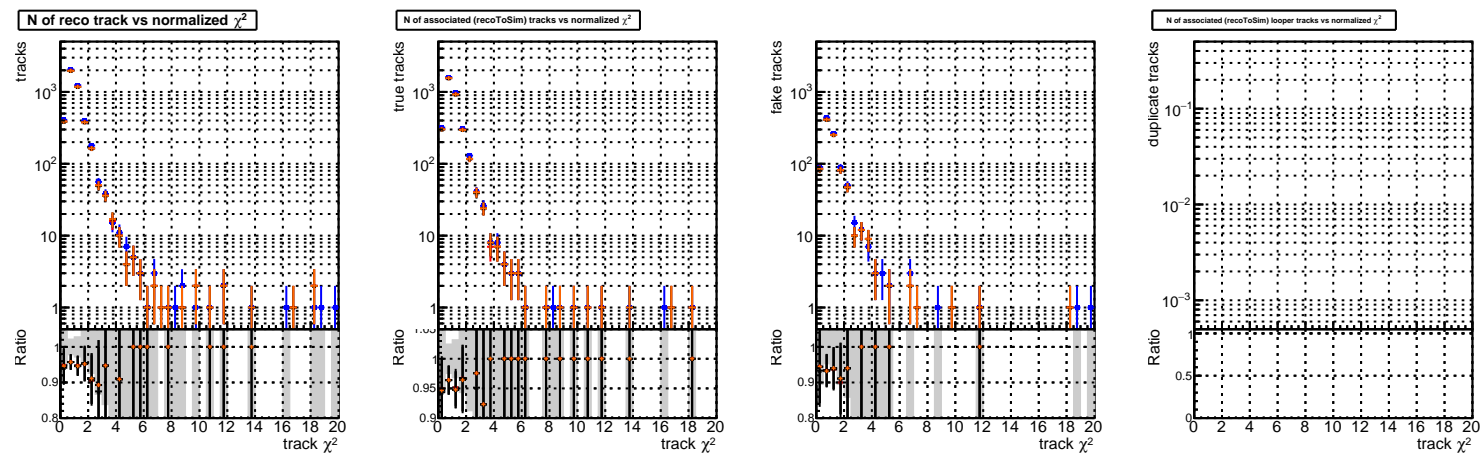 N of reco track vs normalized χ²
tracks
10³
10²
10
1
Ratio
1
0.9
0.8
0 2 4 6 8 10 12 14 16 18 20
track χ²
N of associated (recoToSim) tracks vs normalized χ²
true tracks
10³
10²
10
1
Ratio
1.05
1
0.95
0.9
0 2 4 6 8 10 12 14 16 18 20
track χ²
fake tracks
10³
10²
10
1
Ratio
1
0.9
0.8
0 2 4 6 8 10 12 14 16 18 20
track χ²
N of associated (recoToSim) looper tracks vs normalized χ²
duplicate tracks
10⁻¹
10⁻²
10⁻³
Ratio
0.5
0
0 2 4 6 8 10 12 14 16 18 20
track χ²